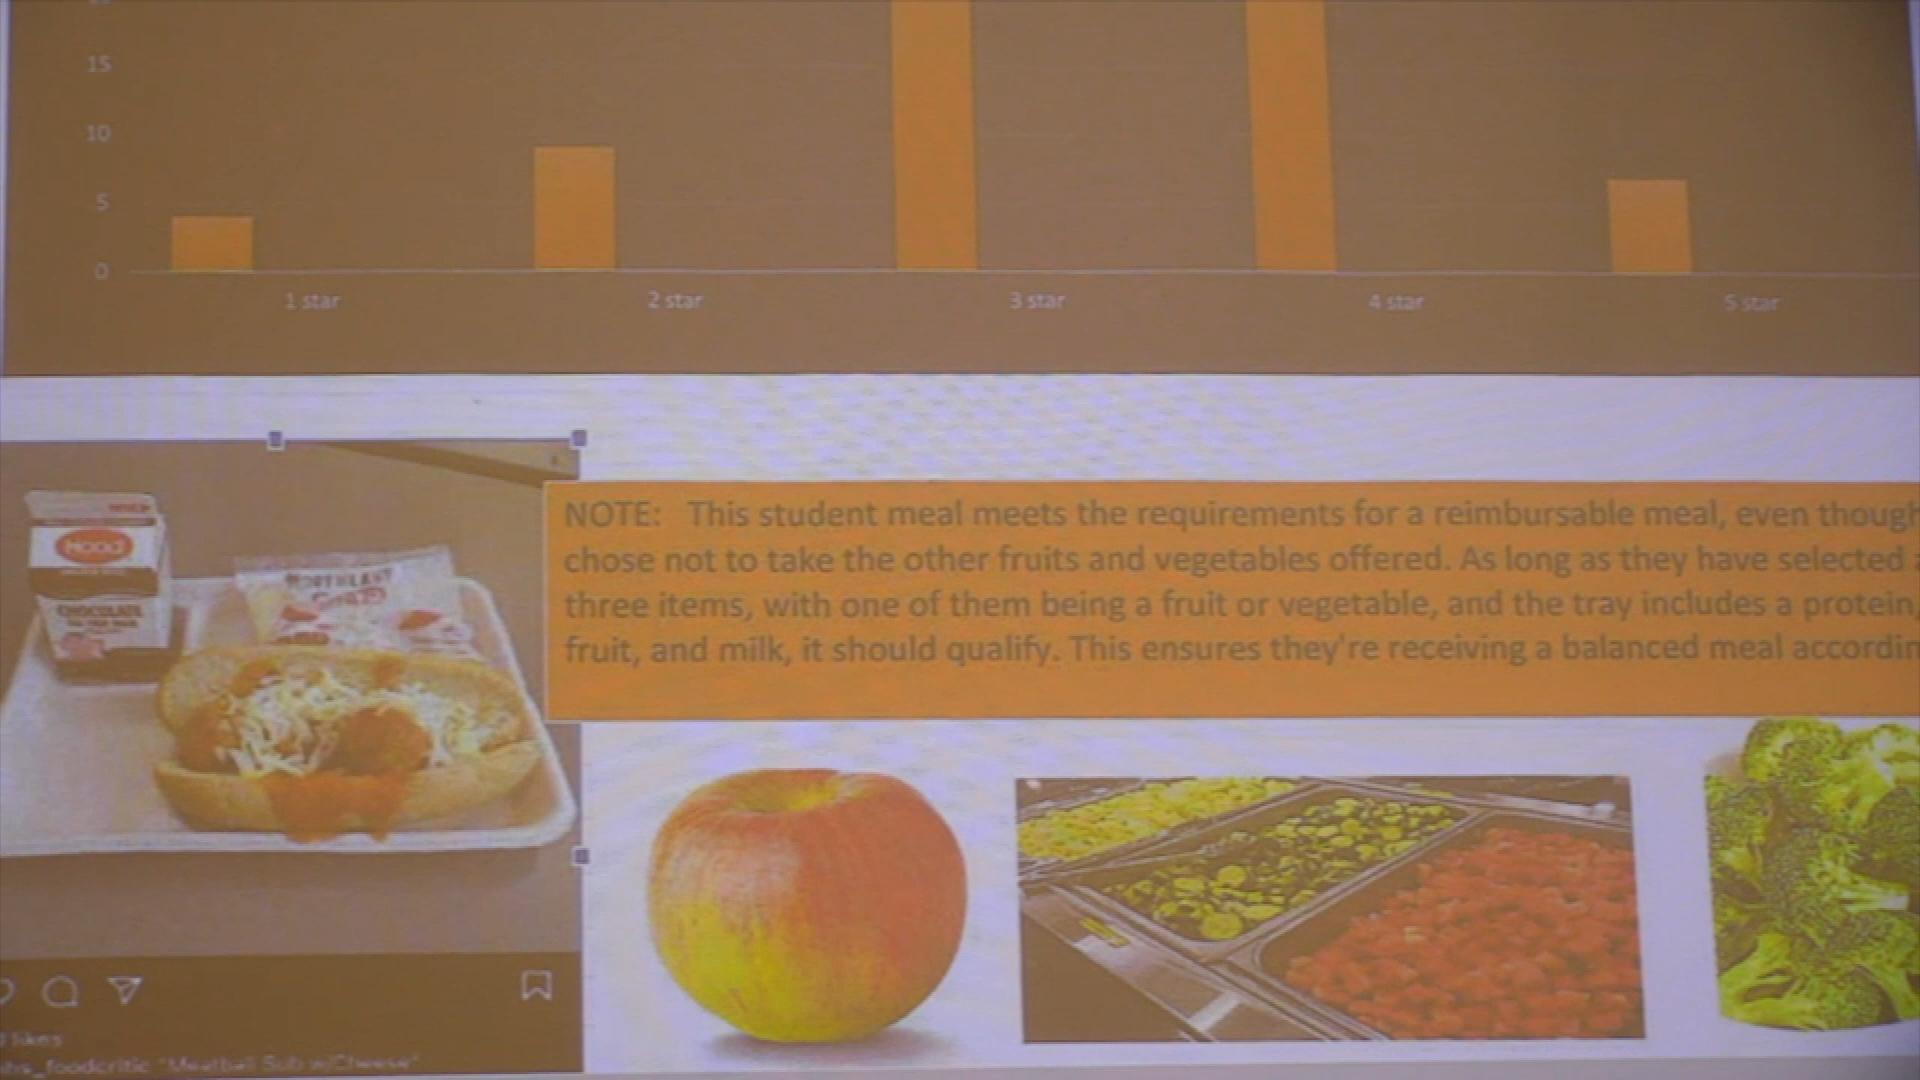 15
10
5
0
1 star
2 star
3 star
4 star
5 star
NOTE: This student meal meets the requirements for a reimbursable meal, even though
chose not to take the other fruits and vegetables offered. As long as they have selected
three items, with one of them being a fruit or vegetable, and the tray includes a protein,
fruit, and milk, it should qualify. This ensures they're receiving a balanced meal accordin
HOOD
CHOCOLATE
likes
_foodcritic "Meatball Sub w/Cheese"